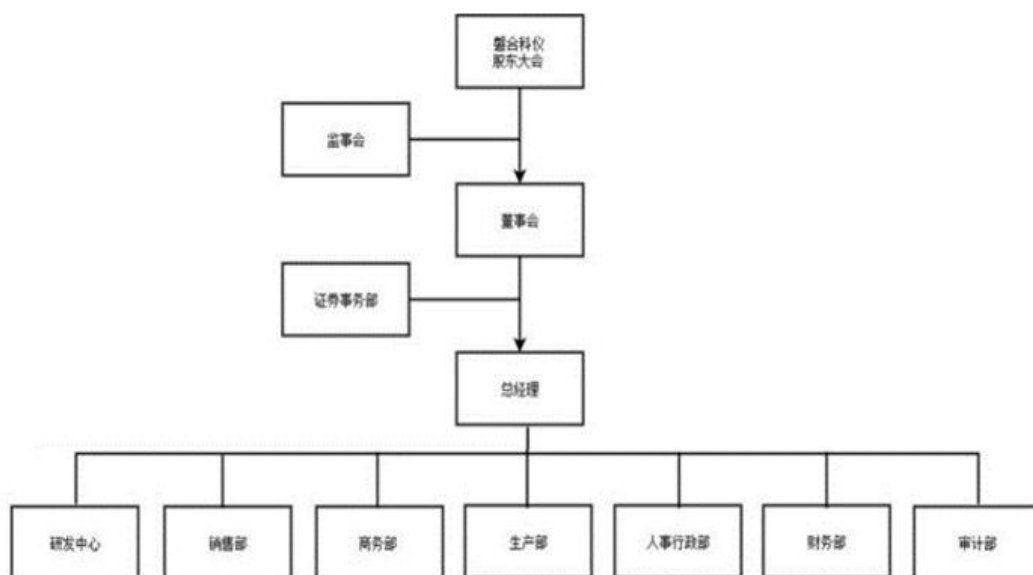 磐合科仪
股东大会
监事会
董事会
证券事务部
总经理
研发中心
销售部
商务部
生产部
人事行政部
财务部
审计部